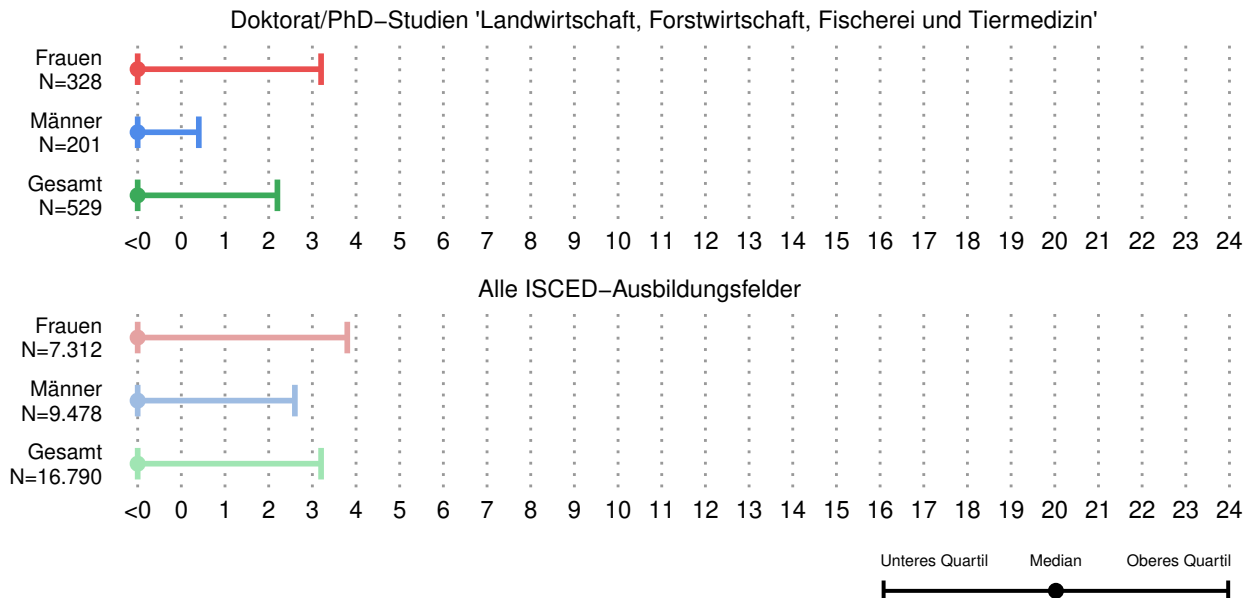 Doktorat/PhD−Studien 'Landwirtschaft, Forstwirtschaft, Fischerei und Tiermedizin'
Frauen
N=328
Männer
N=201
Gesamt
N=529
<0 0 1 2 3 4 5 6 7 8 9 10 11 12 13 14 15 16 17 18 19 20 21 22 23 24
Alle ISCED−Ausbildungsfelder
Frauen
N=7.312
Männer
N=9.478
Gesamt
N=16.790
<0 0 1 2 3 4 5 6 7 8 9 10 11 12 13 14 15 16 17 18 19 20 21 22 23 24
Unteres Quartil Median Oberes Quartil